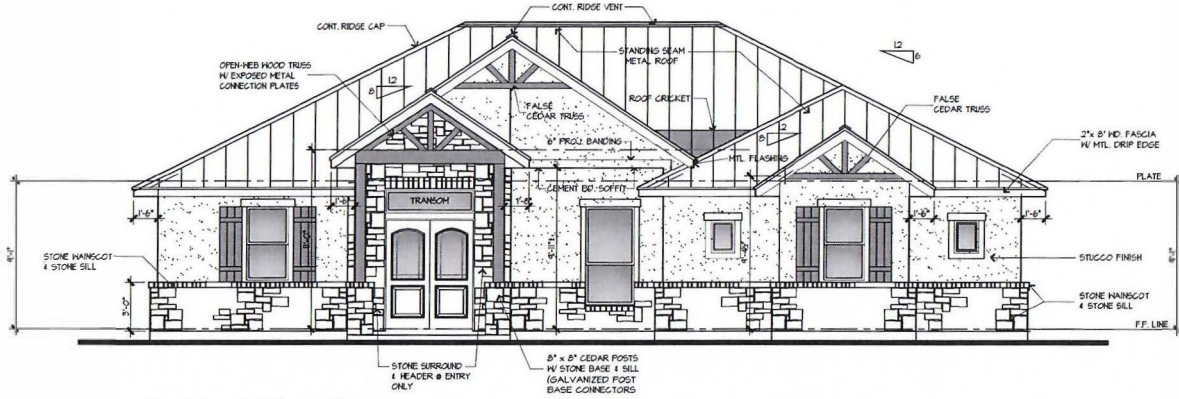 CONT. RIDGE VENT
CONT. RIDGE CAP
STANDING SEAM
METAL ROOF
12
6
OPEN-WEB WOOD TRUSS
W/ EXPOSED METAL
CONNECTION PLATES
12
8
FALSE
CEDAR TRUSS
ROOF CRICKET
FALSE
CEDAR TRUSS
2" x 8" WD. FASCIA
W/ MTL. DRIP EDGE
12
8
6" PROJ. BANDING
MTL. FLASHING
CEMENT BD. SOFFIT
PLATE
1'-6"
1'-6"
TRANSOM
1'-6"
1'-6"
1'-6"
9'-1"
9'-1"
STONE WAINSCOT
& STONE SILL
STUCCO FINISH
3'-0"
STONE WAINSCOT
& STONE SILL
F.F. LINE
STONE SURROUND
& HEADER @ ENTRY
ONLY
8" x 8" CEDAR POSTS
W/ STONE BASE & SILL
(GALVANIZED POST
BASE CONNECTORS